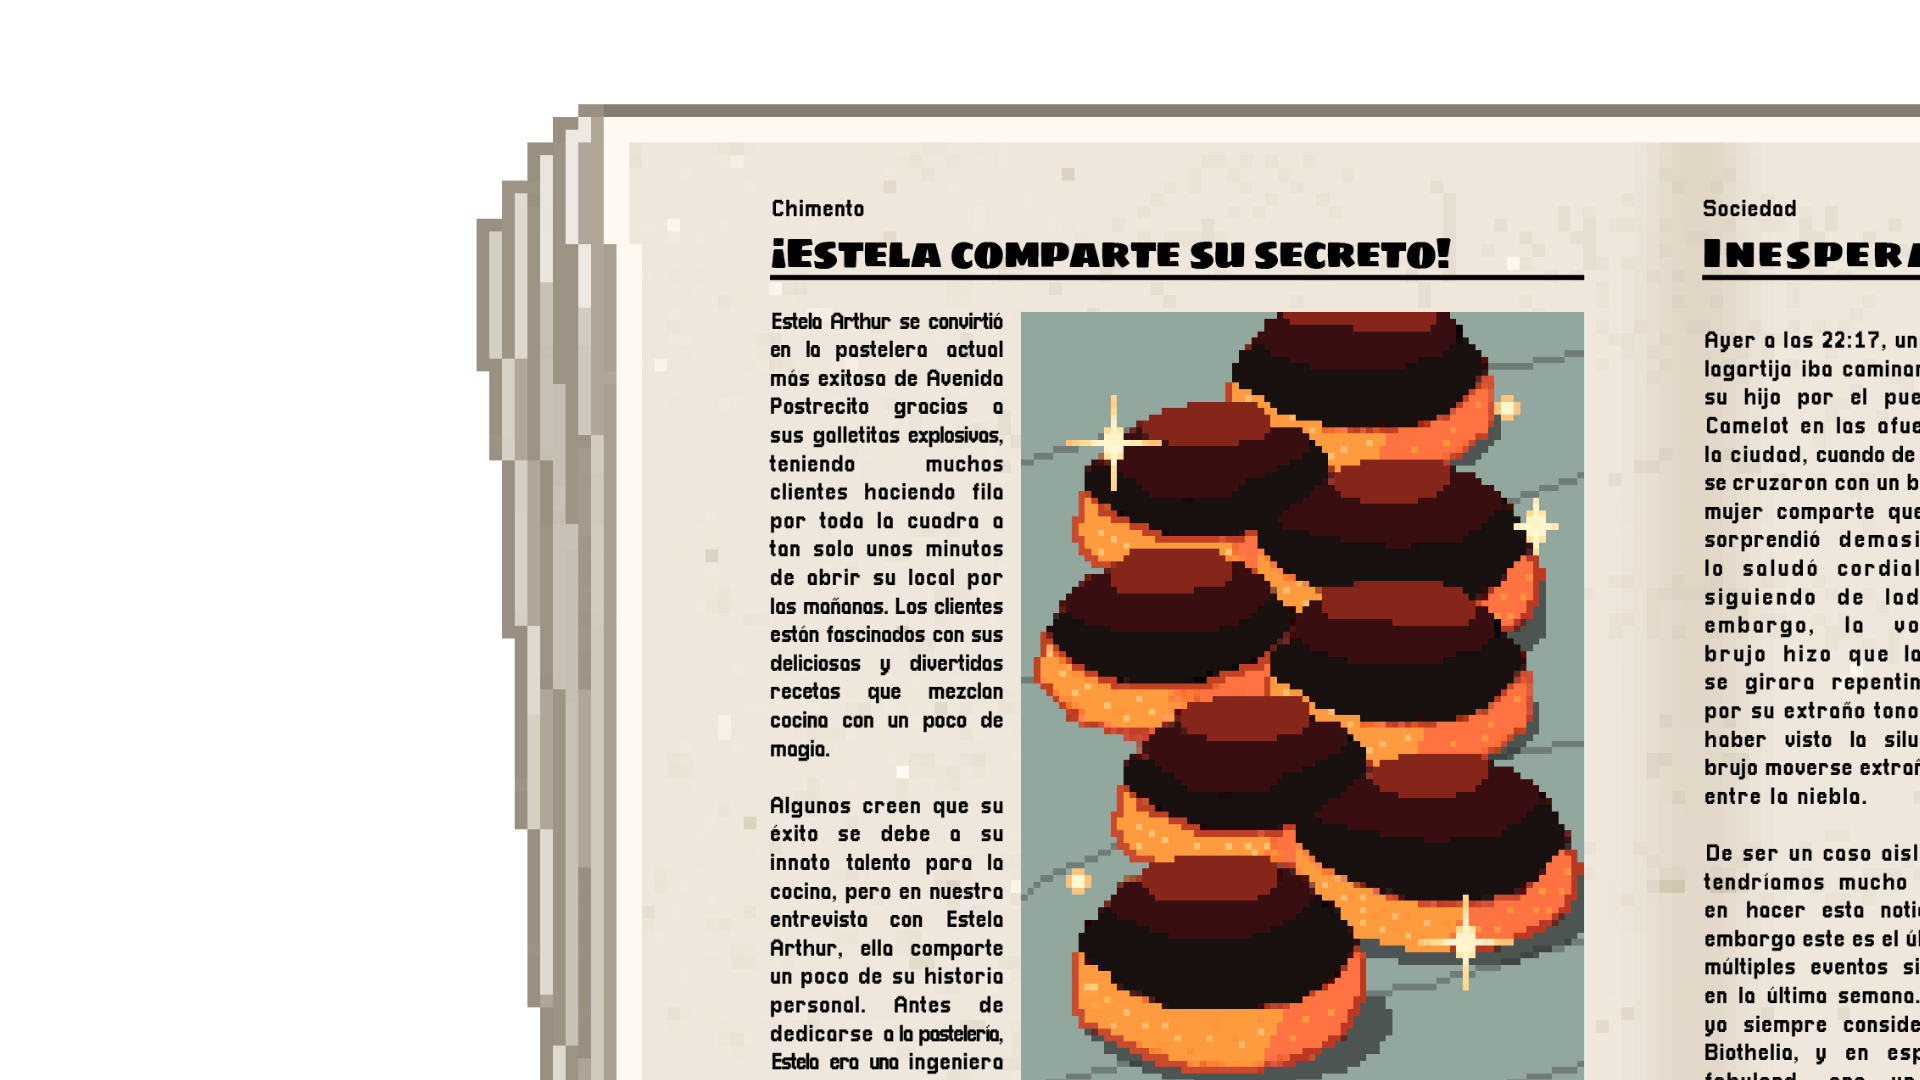 Chimento
¡ESTELA COMPARTE SU SECRETO!
Estela Arthur se convirtió
en la pastelera actual
más exitosa de Avenida
Postrecito gracias a
sus galletitas explosivas,
teniendo muchos
clientes haciendo fila
por toda la cuadra a
tan solo unos minutos
de abrir su local por
las mañanas. Los clientes
están fascinados con sus
deliciosas y divertidas
recetas que mezclan
cocina con un poco de
magia.
Algunos creen que su
éxito se debe a su
innato talento para la
cocina, pero en nuestra
entrevista con Estela
Arthur, ella comparte
un poco de su historia
personal. Antes de
dedicarse a la pastelería,
Estela era una ingeniera
Sociedad
INESPERA
Ayer a las 22:17, un
lagartija iba caminan
su hijo por el pue
Camelot en las afue
la ciudad, cuando de
se cruzaron con un b
mujer comparte que
sorprendió demasi
lo saludó cordial
siguiendo de lad
embargo, la vo
brujo hizo que la
se girara repentin
por su extraño tono
haber visto la silu
brujo moverse extrañ
entre la niebla.
De ser un caso aisl
tendríamos mucho
en hacer esta noti
embargo este es el úl
múltiples eventos si
en la última semana.
yo siempre conside
Biothelia, y en esp